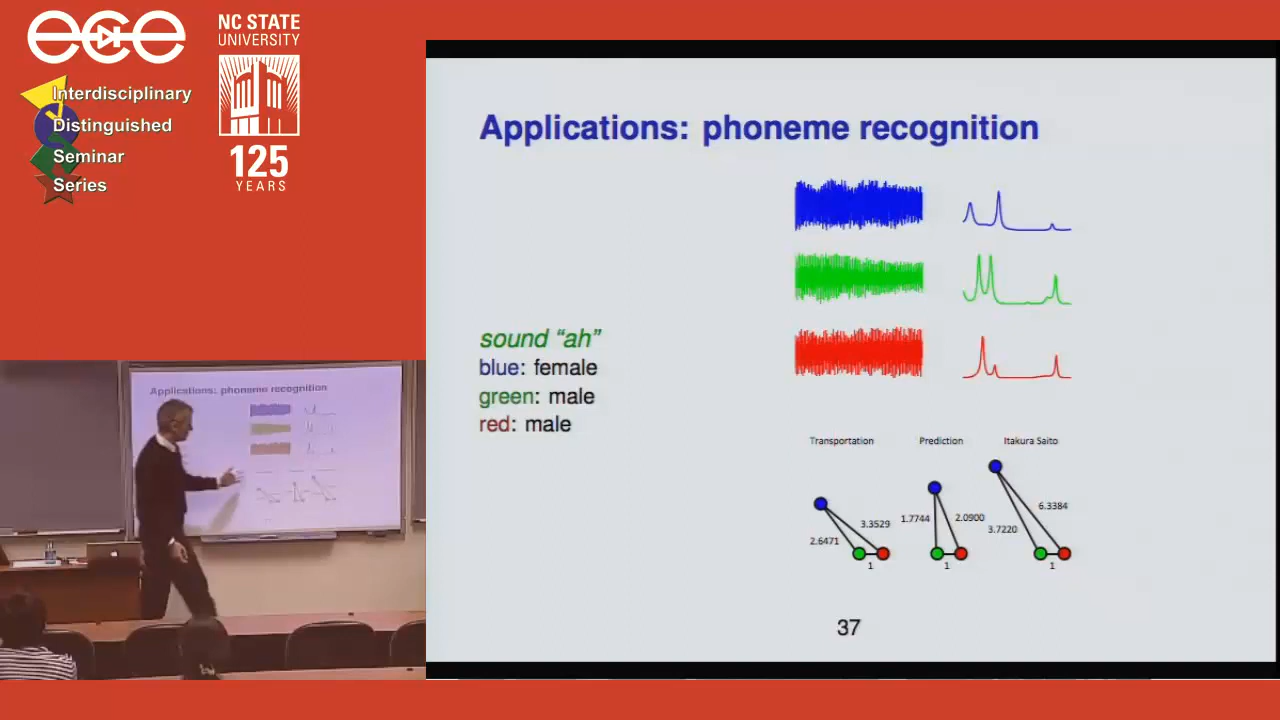 ece
NC STATE
UNIVERSITY
Interdisciplinary
Distinguished
Seminar
Series
125
YEARS
Applications: phoneme recognition
sound “ah”
blue: female
green: male
red: male
Transportation Prediction Itakura Saito
2.6471 3.3529 1
1.7744 2.0900 1
3.7220 6.3384 1
37
Applications: phoneme recognition